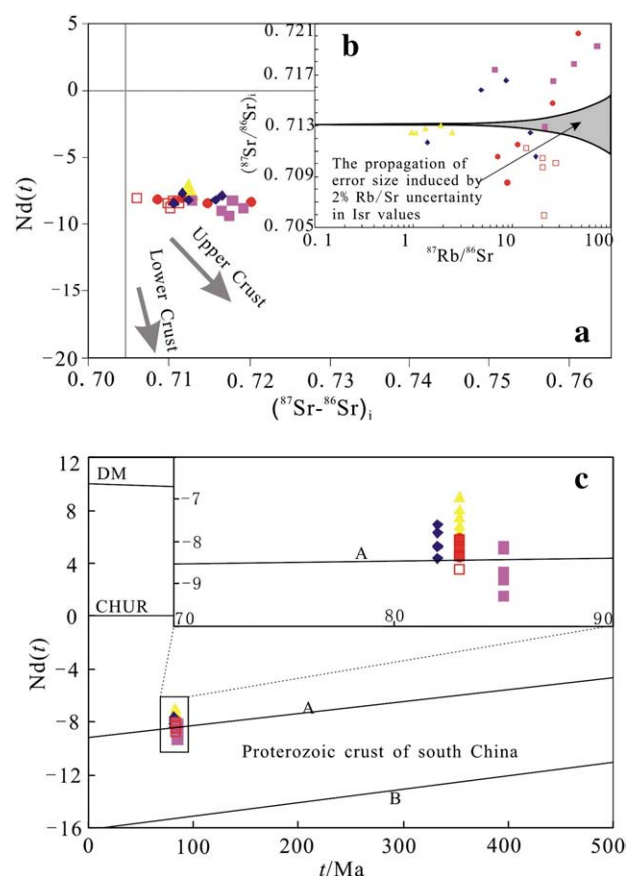 5
0
−5
−10
−15
−20
Nd(t)
0.70
0.71
0.72
0.73
0.74
0.75
0.76
(⁸⁷Sr-⁸⁶Sr)ᵢ
Upper Crust
Lower Crust
a
0.721
0.717
0.713
0.709
0.705
(⁸⁷Sr/⁸⁶Sr)ᵢ
b
The propagation of
error size induced by
2% Rb/Sr uncertainty
in Isr values
0.1
1
10
100
⁸⁷Rb/⁸⁶Sr
12
8
4
0
−4
−8
−12
−16
Nd(t)
DM
CHUR
−7
−8
−9
c
A
70
80
90
A
Proterozoic crust of south China
B
0
100
200
300
400
500
t/Ma